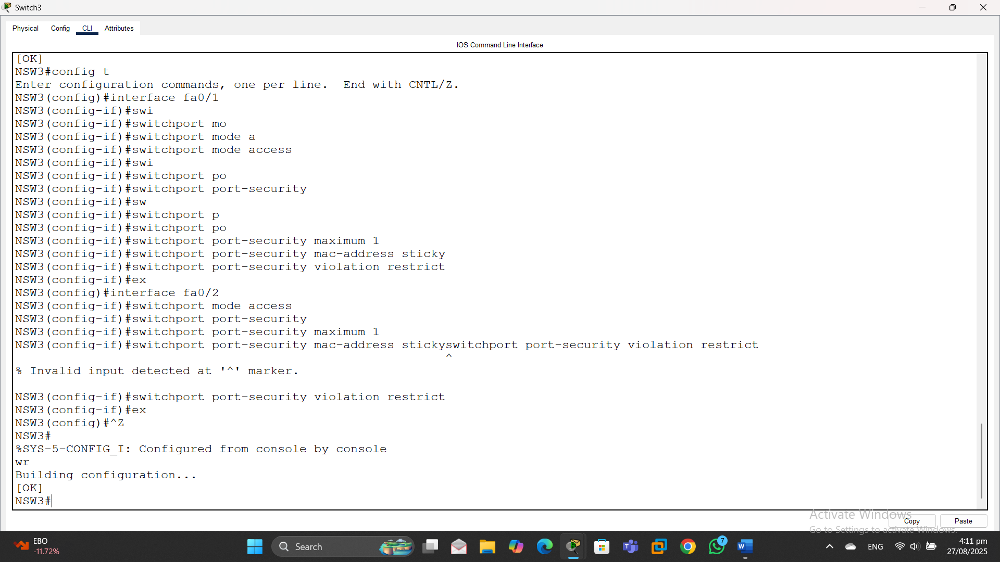 Switch3
Physical Config CLI Attributes
IOS Command Line Interface
[OK]
NSW3#config t
Enter configuration commands, one per line.  End with CNTL/Z.
NSW3(config)#interface fa0/1
NSW3(config-if)#swi
NSW3(config-if)#switchport mo
NSW3(config-if)#switchport mode a
NSW3(config-if)#switchport mode access
NSW3(config-if)#swi
NSW3(config-if)#switchport po
NSW3(config-if)#switchport port-security
NSW3(config-if)#sw
NSW3(config-if)#switchport p
NSW3(config-if)#switchport po
NSW3(config-if)#switchport port-security maximum 1
NSW3(config-if)#switchport port-security mac-address sticky
NSW3(config-if)#switchport port-security violation restrict
NSW3(config-if)#ex
NSW3(config)#interface fa0/2
NSW3(config-if)#switchport mode access
NSW3(config-if)#switchport port-security
NSW3(config-if)#switchport port-security maximum 1
NSW3(config-if)#switchport port-security mac-address stickyswitchport port-security violation restrict
^
% Invalid input detected at '^' marker.
NSW3(config-if)#switchport port-security violation restrict
NSW3(config-if)#ex
NSW3(config)#^Z
NSW3#
%SYS-5-CONFIG_I: Configured from console by console
wr
Building configuration...
[OK]
NSW3#
Activate Windows
Go to Settings to activate Windows.
Copy Paste
EBO
-11.72%
Search
7
ENG
4:11 pm
27/08/2025